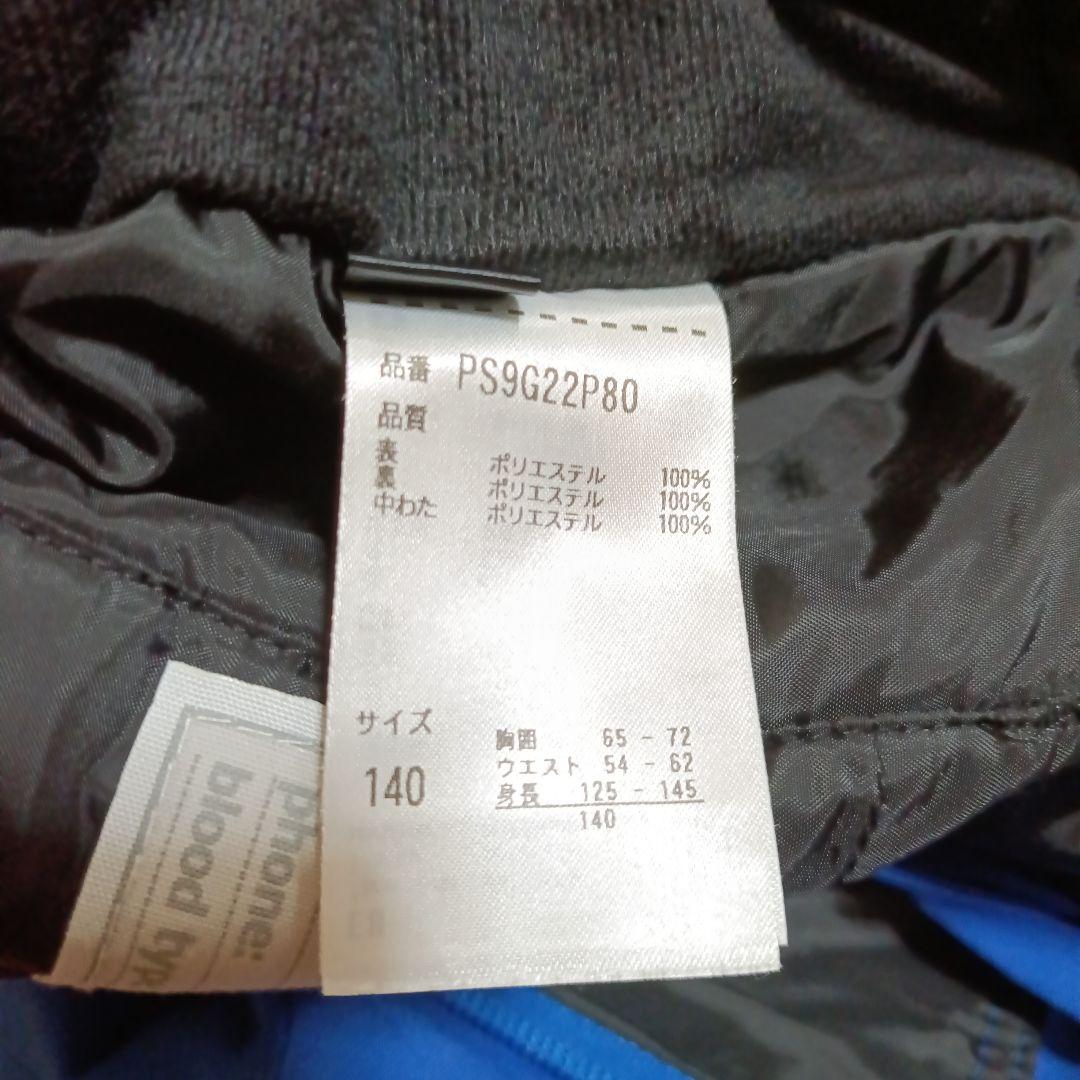 品番 PS9G22P80
品質
表 ポリエステル 100%
裏 ポリエステル 100%
中わた ポリエステル 100%
サイズ
140
胸囲 65 - 72
ウエスト 54 - 62
身長 125 - 145
140
phone:
blood typ